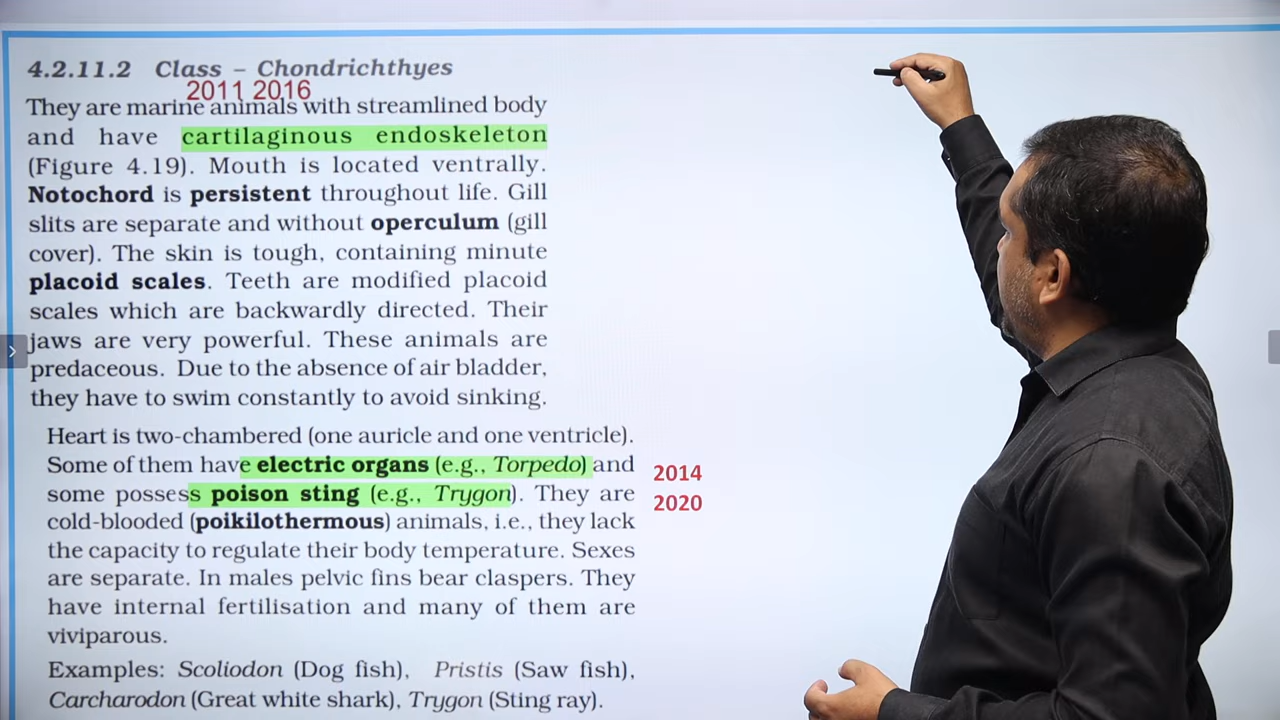 4.2.11.2 Class – Chondrichthyes
2011 2016
They are marine animals with streamlined body
and have cartilaginous endoskeleton
(Figure 4.19). Mouth is located ventrally.
Notochord is persistent throughout life. Gill
slits are separate and without operculum (gill
cover). The skin is tough, containing minute
placoid scales. Teeth are modified placoid
scales which are backwardly directed. Their
jaws are very powerful. These animals are
predaceous. Due to the absence of air bladder,
they have to swim constantly to avoid sinking.
Heart is two-chambered (one auricle and one ventricle).
Some of them have electric organs (e.g., Torpedo) and
2014
some possess poison sting (e.g., Trygon). They are
2020
cold-blooded (poikilothermous) animals, i.e., they lack
the capacity to regulate their body temperature. Sexes
are separate. In males pelvic fins bear claspers. They
have internal fertilisation and many of them are
viviparous.
Examples: Scoliodon (Dog fish), Pristis (Saw fish),
Carcharodon (Great white shark), Trygon (Sting ray).